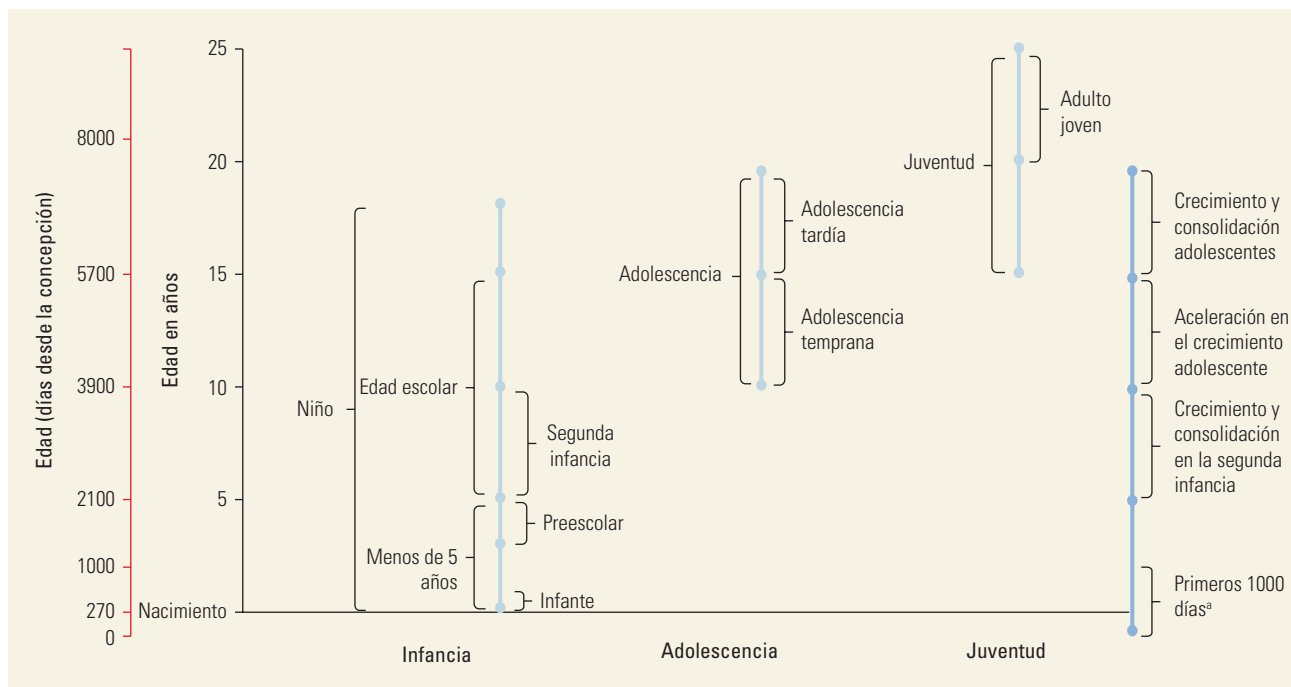 Edad (días desde la concepción)
8000
5700
3900
2100
1000
270
0
Edad en años
25
20
15
10
5
Nacimiento
Niño
Edad escolar
Menos de 5
años
Segunda
infancia
Preescolar
Infante
Adolescencia
Adolescencia
tardía
Adolescencia
temprana
Juventud
Adulto
joven
Crecimiento y
consolidación
adolescentes
Aceleración en
el crecimiento
adolescente
Crecimiento y
consolidación
en la segunda
infancia
Primeros 1000
díasᵃ
Infancia
Adolescencia
Juventud